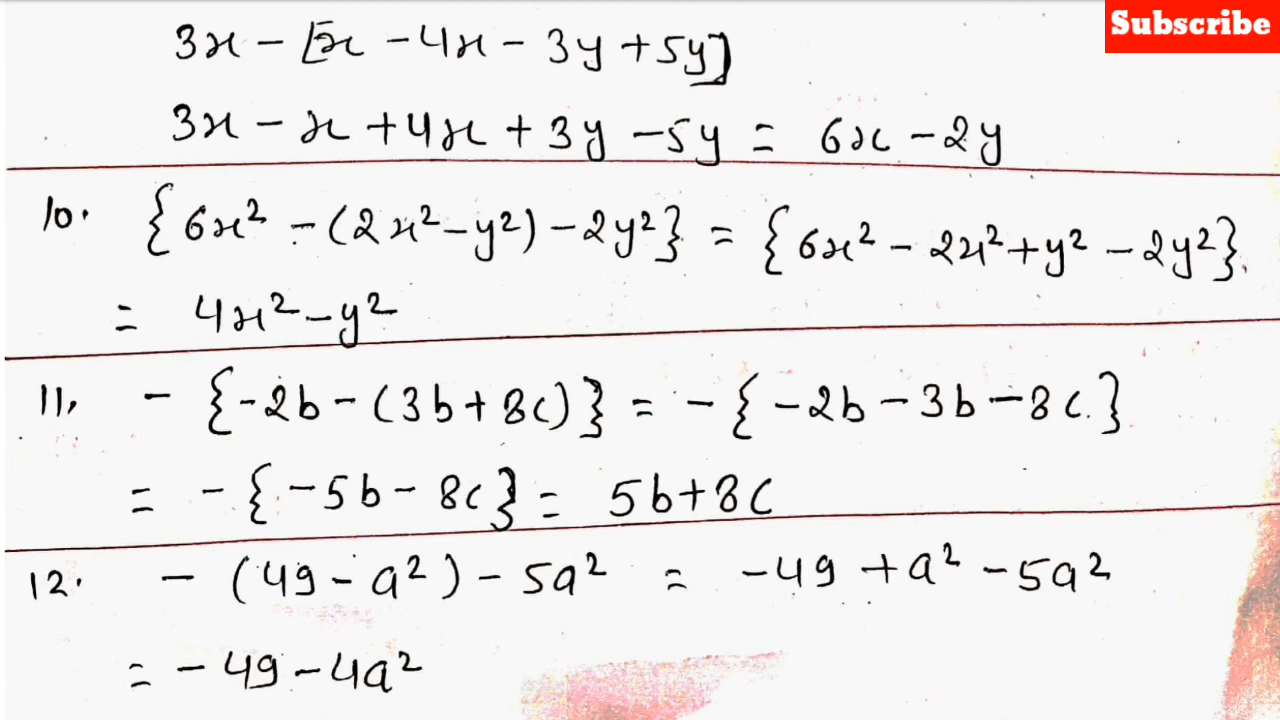 Subscribe
3x - [x - 4x - 3y + 5y]
3x - x + 4x + 3y - 5y = 6x - 2y
10. {6x² - (2x² - y²) - 2y²} = {6x² - 2x² + y² - 2y²}.
= 4x² - y²
11. - {-2b - (3b + 8c)} = - {-2b - 3b - 8c.}
= - {-5b - 8c} = 5b + 8c
12. - (49 - a²) - 5a² = -49 + a² - 5a²
= -49 - 4a²